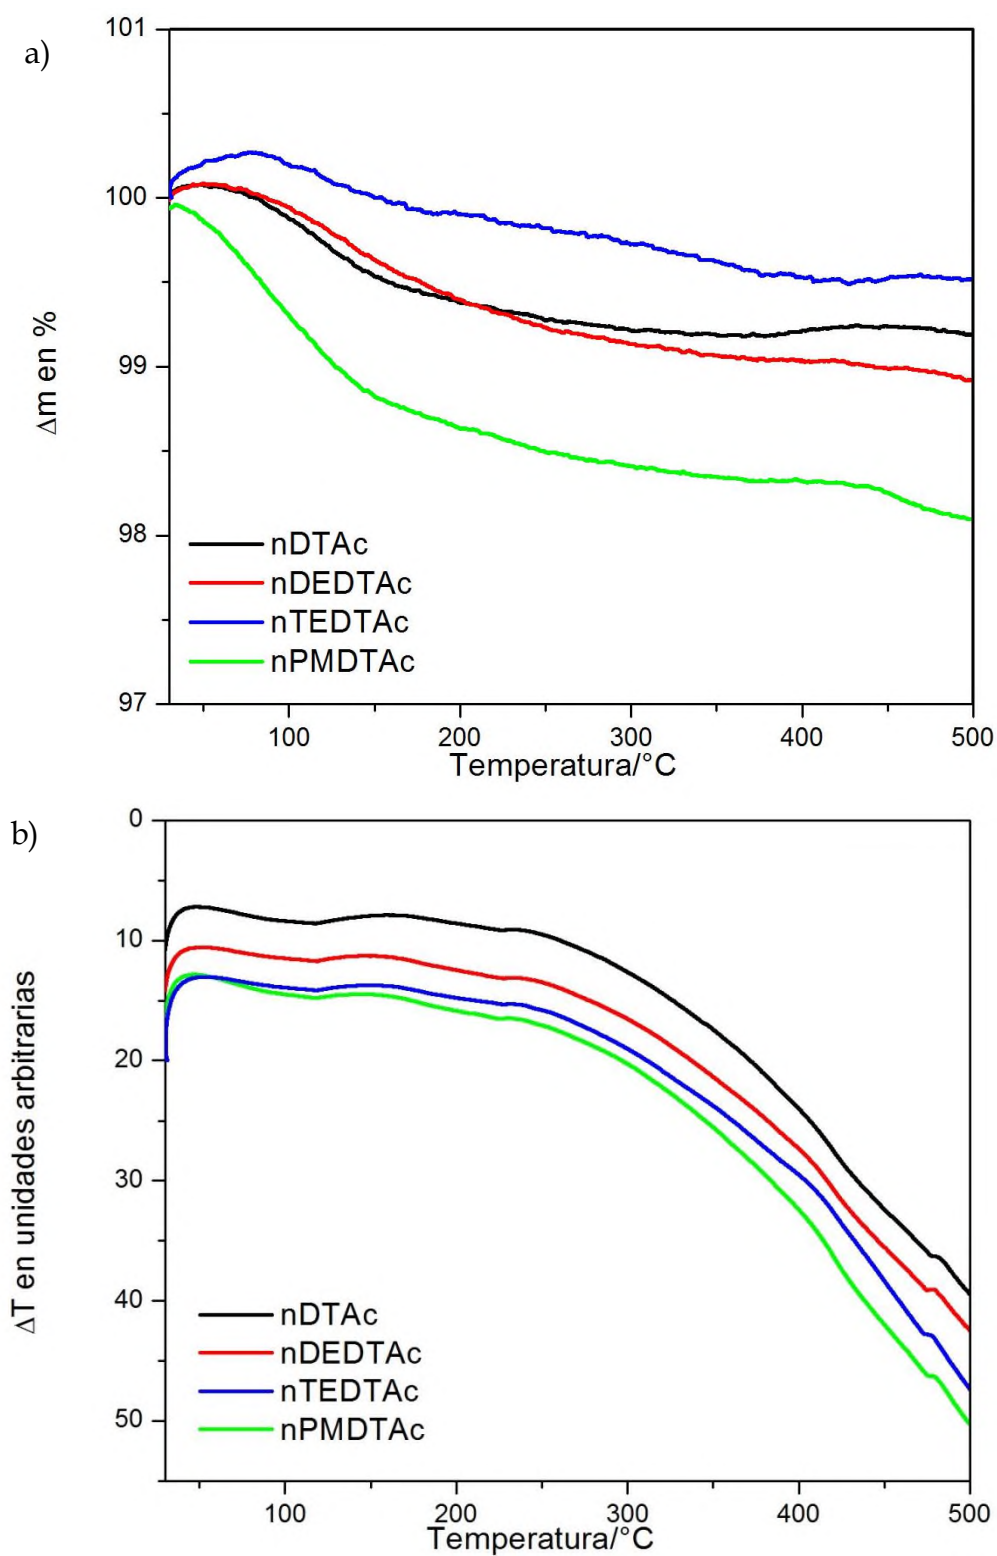 a)
101
100
99
98
97
Δm en %
nDTAc
nDEDTAc
nTEDTAc
nPMDTAc
100 200 300 400 500
Temperatura/°C
b)
0
10
20
30
40
50
ΔT en unidades arbitrarias
nDTAc
nDEDTAc
nTEDTAc
nPMDTAc
100 200 300 400 500
Temperatura/°C